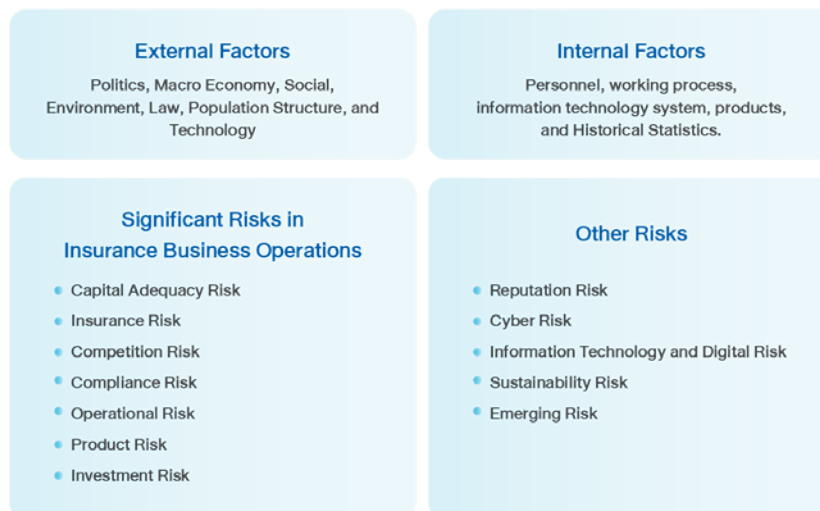 External Factors
Politics, Macro Economy, Social,
Environment, Law, Population Structure, and
Technology
Internal Factors
Personnel, working process,
information technology system, products,
and Historical Statistics.
Significant Risks in
Insurance Business Operations
Capital Adequacy Risk
Insurance Risk
Competition Risk
Compliance Risk
Operational Risk
Product Risk
Investment Risk
Other Risks
Reputation Risk
Cyber Risk
Information Technology and Digital Risk
Sustainability Risk
Emerging Risk